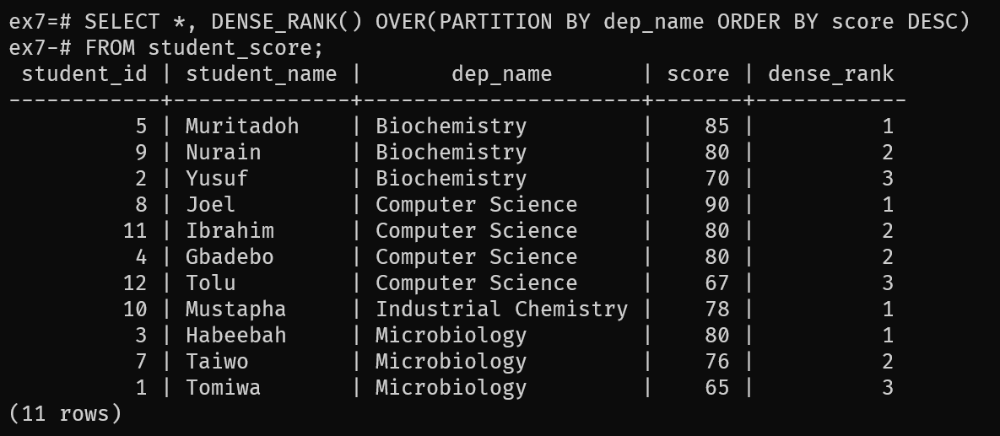 ex7=# SELECT *, DENSE_RANK() OVER(PARTITION BY dep_name ORDER BY score DESC)
ex7-# FROM student_score;
 student_id | student_name |       dep_name       | score | dense_rank
------------+--------------+----------------------+-------+------------
          5 | Muritadoh    | Biochemistry         |    85 |          1
          9 | Nurain       | Biochemistry         |    80 |          2
          2 | Yusuf        | Biochemistry         |    70 |          3
          8 | Joel         | Computer Science     |    90 |          1
         11 | Ibrahim      | Computer Science     |    80 |          2
          4 | Gbadebo      | Computer Science     |    80 |          2
         12 | Tolu         | Computer Science     |    67 |          3
         10 | Mustapha     | Industrial Chemistry |    78 |          1
          3 | Habeebah     | Microbiology         |    80 |          1
          7 | Taiwo        | Microbiology         |    76 |          2
          1 | Tomiwa       | Microbiology         |    65 |          3
(11 rows)